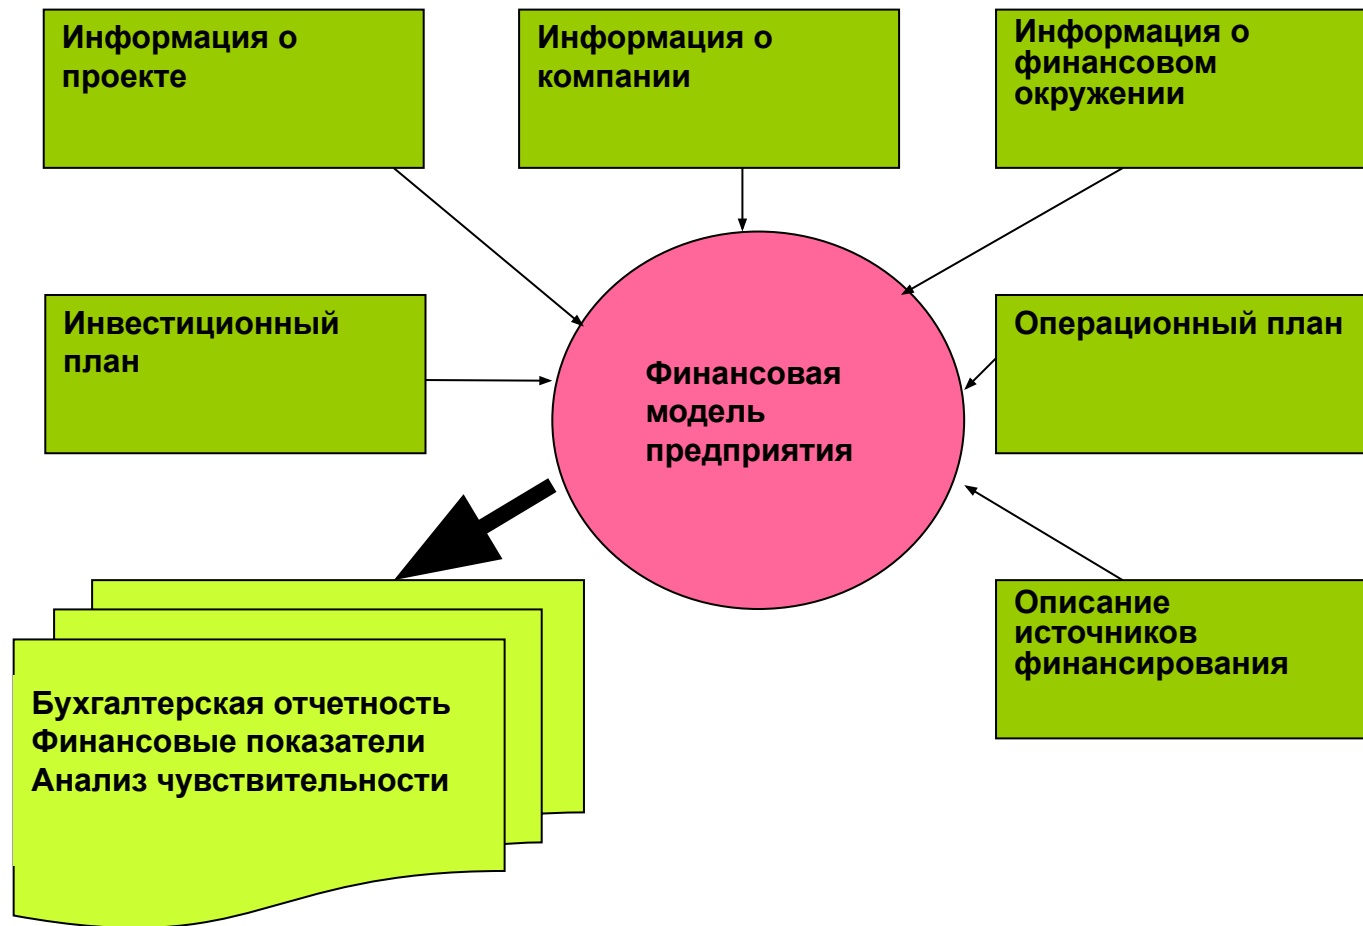 Информация о
проекте
Информация о
компании
Информация о
финансовом
окружении
Инвестиционный
план
Финансовая
модель
предприятия
Операционный план
Описание
источников
финансирования
Бухгалтерская отчетность
Финансовые показатели
Анализ чувствительности